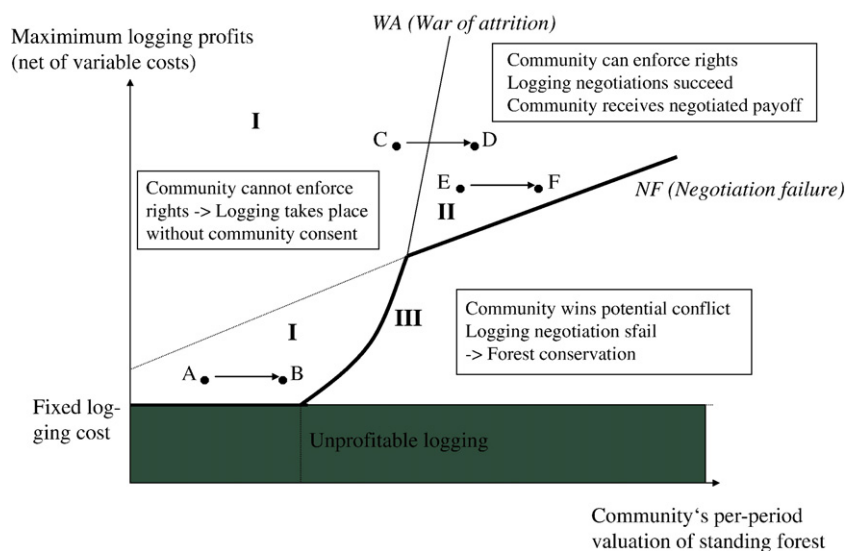 WA (War of attrition)
Maximimum logging profits
(net of variable costs)
Community can enforce rights
Logging negotiations succeed
Community receives negotiated payoff
I
C
D
Community cannot enforce
rights -> Logging takes place
without community consent
E
F
II
NF (Negotiation failure)
I
III
Community wins potential conflict
Logging negotiation sfail
-> Forest conservation
A
B
Fixed log-
ging cost
Unprofitable logging
Community‘s per-period
valuation of standing forest